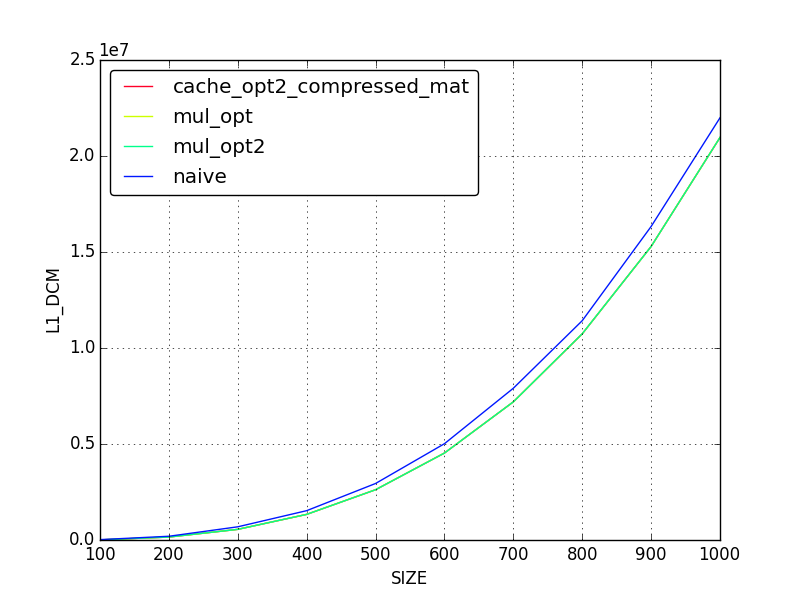 1e7
2.5
2.0
1.5
1.0
0.5
0.0
L1_DCM
cache_opt2_compressed_mat
mul_opt
mul_opt2
naive
100 200 300 400 500 600 700 800 900 1000
SIZE